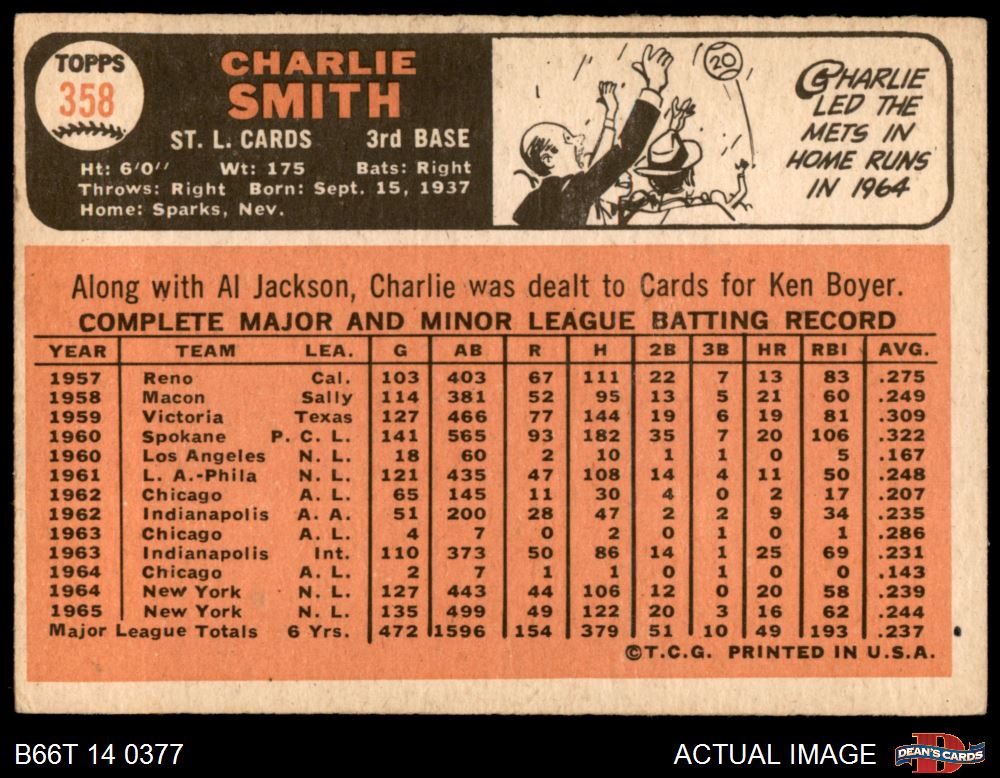 TOPPS
358
CHARLIE
SMITH
ST. L. CARDS 3rd BASE
Ht: 6'0'' Wt: 175 Bats: Right
Throws: Right Born: Sept. 15, 1937
Home: Sparks, Nev.
20
CHARLIE
LED THE
METS IN
HOME RUNS
IN 1964
Along with Al Jackson, Charlie was dealt to Cards for Ken Boyer.
COMPLETE MAJOR AND MINOR LEAGUE BATTING RECORD
YEAR TEAM LEA. G AB R H 2B 3B HR RBI AVG.
1957 Reno Cal. 103 403 67 111 22 7 13 83 .275
1958 Macon Sally 114 381 52 95 13 5 21 60 .249
1959 Victoria Texas 127 466 77 144 19 6 19 81 .309
1960 Spokane P. C. L. 141 565 93 182 35 7 20 106 .322
1960 Los Angeles N. L. 18 60 2 10 1 1 0 5 .167
1961 L. A.-Phila N. L. 121 435 47 108 14 4 11 50 .248
1962 Chicago A. L. 65 145 11 30 4 0 2 17 .207
1962 Indianapolis A. A. 51 200 28 47 2 2 9 34 .235
1963 Chicago A. L. 4 7 0 2 0 1 0 1 .286
1963 Indianapolis Int. 110 373 50 86 14 1 25 69 .231
1964 Chicago A. L. 2 7 1 1 0 1 0 0 .143
1964 New York N. L. 127 443 44 106 12 0 20 58 .239
1965 New York N. L. 135 499 49 122 20 3 16 62 .244
Major League Totals 6 Yrs. 472 1596 154 379 51 10 49 193 .237
©T.C.G. PRINTED IN U.S.A.
B66T 14 0377
ACTUAL IMAGE
D
DEAN'S CARDS